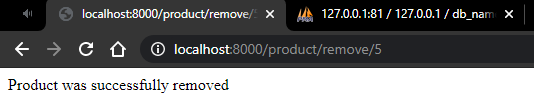 localhost:8000/product/remove/5
127.0.0.1:81 / 127.0.0.1 / db_nam
localhost:8000/product/remove/5
Product was successfully removed